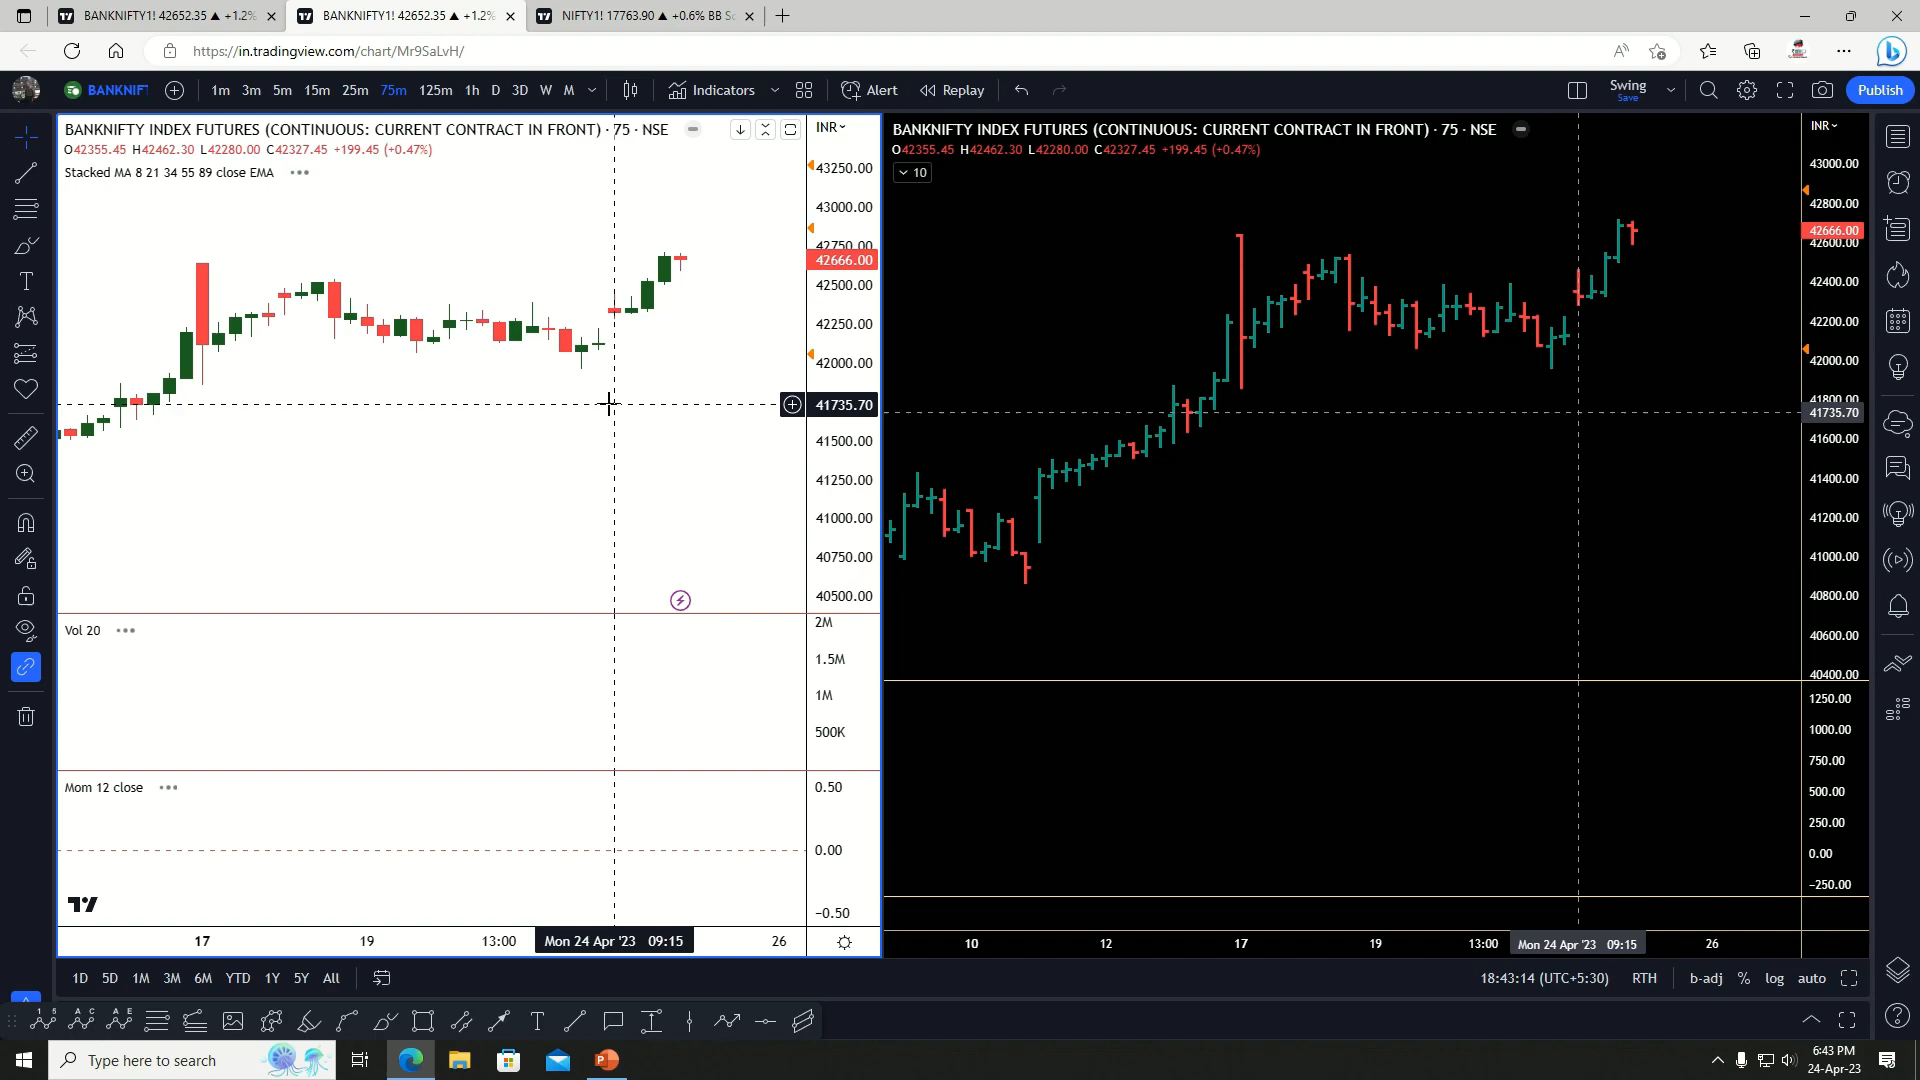 BANKNIFTY1! 42652.35 ▲ +1.2%
BANKNIFTY1! 42652.35 ▲ +1.2%
NIFTY1! 17763.90 ▲ +0.6% BB
https://in.tradingview.com/chart/Mr9SaLvH/
BANKNIFT
1m 3m 5m 15m 25m 75m 125m 1h D 3D W M
Indicators
Alert
Replay
Swing
Save
Publish
BANKNIFTY INDEX FUTURES (CONTINUOUS: CURRENT CONTRACT IN FRONT) · 75 · NSE
O42355.45 H42462.30 L42280.00 C42327.45 +199.45 (+0.47%)
Stacked MA 8 21 34 55 89 close EMA
INR
43250.00
43000.00
42750.00
42666.00
42500.00
42250.00
42000.00
41735.70
41500.00
41250.00
41000.00
40750.00
40500.00
Vol 20
2M
1.5M
1M
500K
Mom 12 close
0.50
0.00
−0.50
17 19 13:00 Mon 24 Apr '23 09:15 26
BANKNIFTY INDEX FUTURES (CONTINUOUS: CURRENT CONTRACT IN FRONT) · 75 · NSE
O42355.45 H42462.30 L42280.00 C42327.45 +199.45 (+0.47%)
10
INR
43000.00
42800.00
42666.00
42600.00
42400.00
42200.00
42000.00
41800.00
41735.70
41600.00
41400.00
41200.00
41000.00
40800.00
40600.00
40400.00
1250.00
1000.00
750.00
500.00
250.00
0.00
−250.00
10 12 17 19 13:00 Mon 24 Apr '23 09:15 26
1D 5D 1M 3M 6M YTD 1Y 5Y All
18:43:14 (UTC+5:30) RTH b-adj % log auto
Type here to search
6:43 PM
24-Apr-23